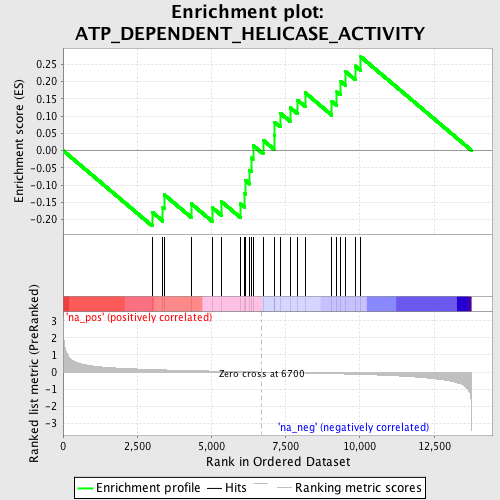 Enrichment plot:
ATP_DEPENDENT_HELICASE_ACTIVITY
Enrichment score (ES)
0.25
0.20
0.15
0.10
0.05
0.00
-0.05
-0.10
-0.15
-0.20
'na_pos' (positively correlated)
Ranked list metric (PreRanked)
3
2
1
0
-1
-2
-3
Zero cross at 6700
'na_neg' (negatively correlated)
0
2,500
5,000
7,500
10,000
12,500
Rank in Ordered Dataset
Enrichment profile
Hits
Ranking metric scores